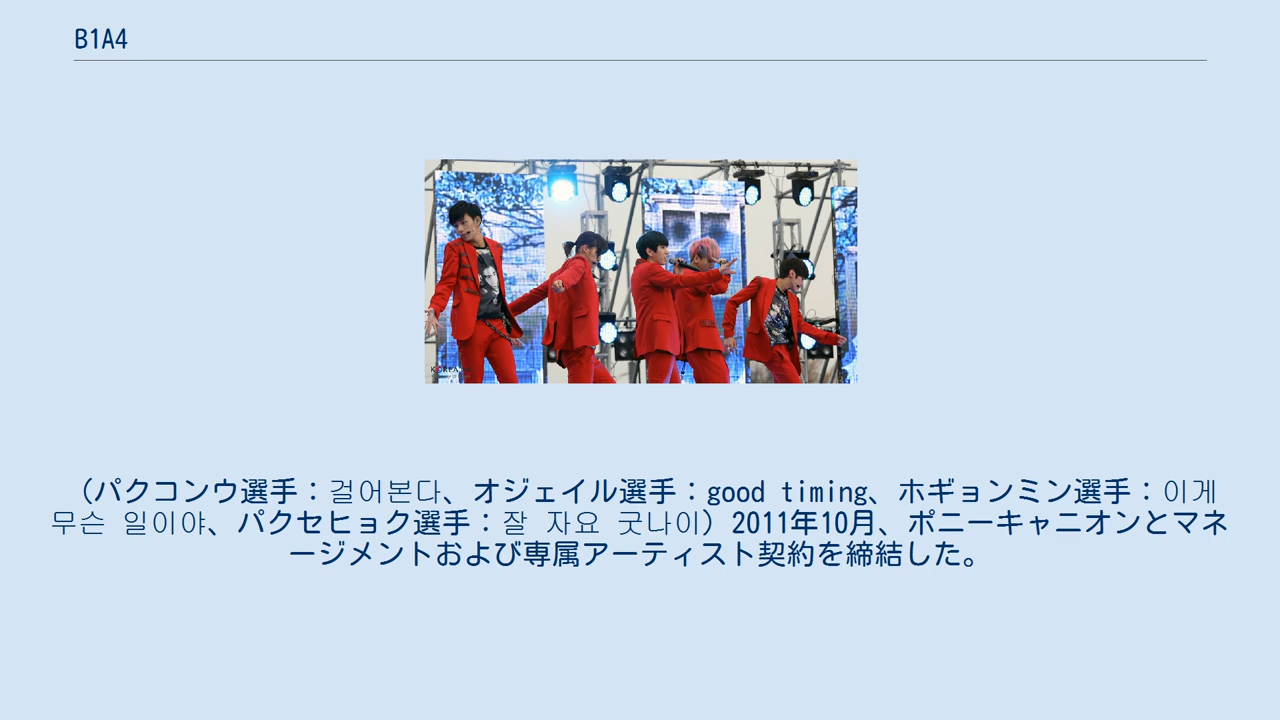 B1A4
KOREA
（パクコンウ選手：걸어본다、オジェイル選手：good timing、ホギョンミン選手：이게
무슨 일이야、パクセヒョク選手：잘 자요 굿나이）2011年10月、ポニーキャニオンとマネ
ージメントおよび専属アーティスト契約を締結した。